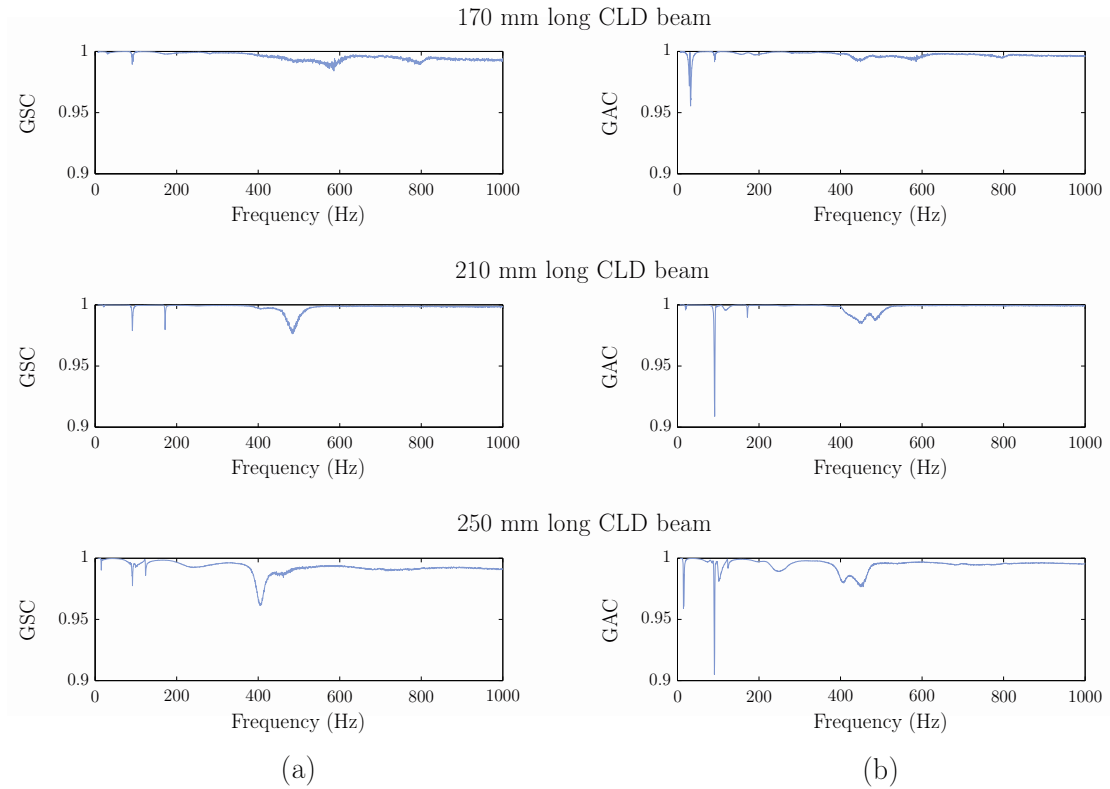 170 mm long CLD beam
1
0.95
0.9
GSC
0 200 400 600 800 1000
Frequency (Hz)
1
0.95
0.9
GAC
0 200 400 600 800 1000
Frequency (Hz)
210 mm long CLD beam
1
0.95
0.9
GSC
0 200 400 600 800 1000
Frequency (Hz)
1
0.95
0.9
GAC
0 200 400 600 800 1000
Frequency (Hz)
250 mm long CLD beam
1
0.95
0.9
GSC
0 200 400 600 800 1000
Frequency (Hz)
1
0.95
0.9
GAC
0 200 400 600 800 1000
Frequency (Hz)
(a)
(b)